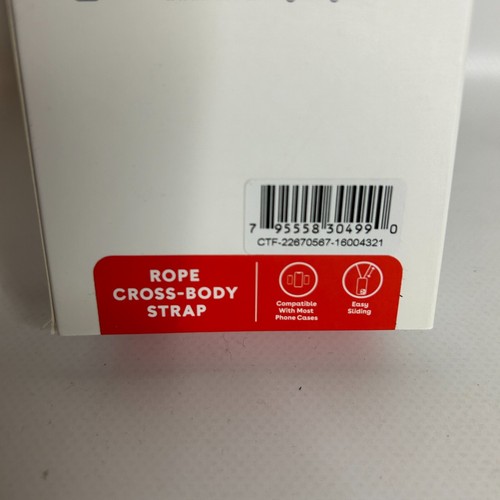 7 95558 30499 0
CTF-22670567-16004321
ROPE
CROSS-BODY
STRAP
Compatible
With Most
Phone Cases
Easy
Sliding